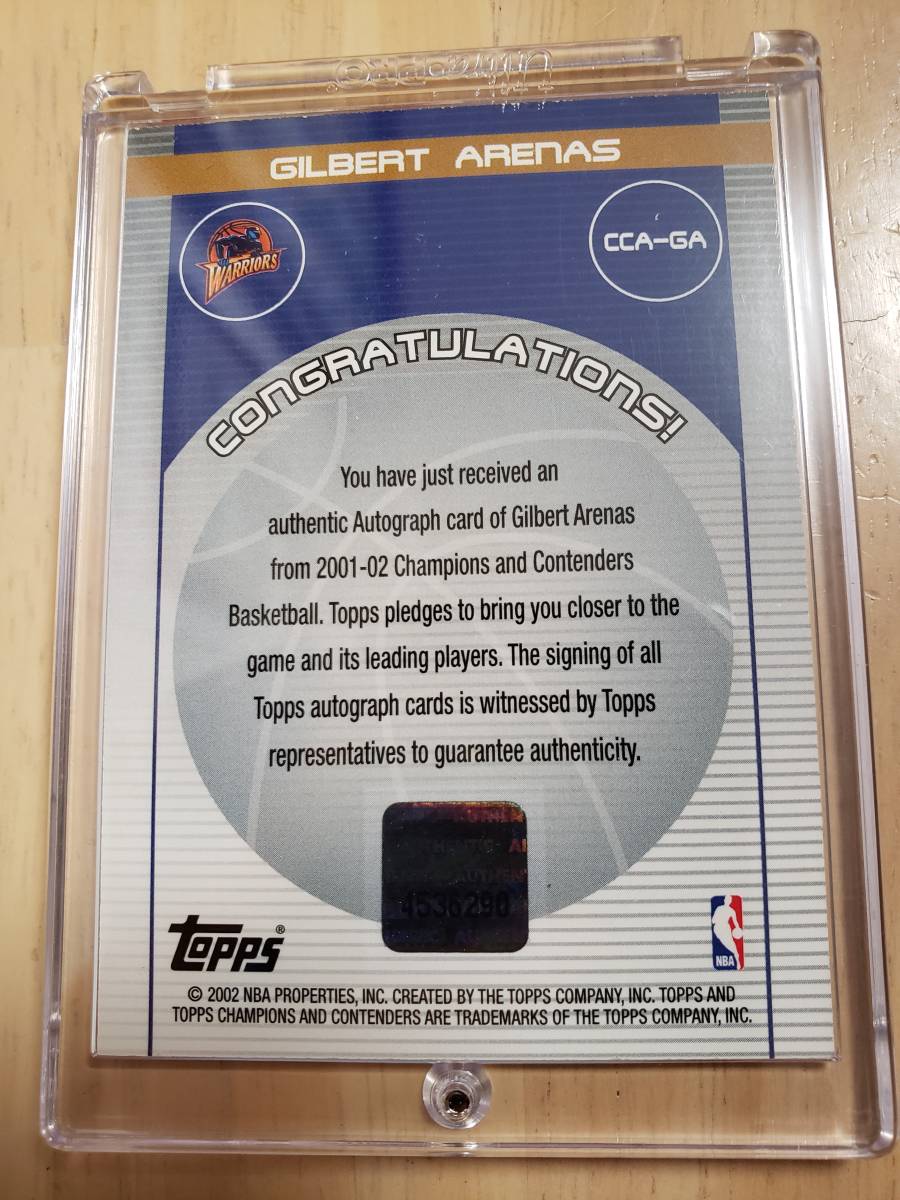 UltraPRO
GILBERT ARENAS
WARRIORS
CCA-GA
CONGRATULATIONS!
You have just received an
authentic Autograph card of Gilbert Arenas
from 2001-02 Champions and Contenders
Basketball. Topps pledges to bring you closer to the
game and its leading players. The signing of all
Topps autograph cards is witnessed by Topps
representatives to guarantee authenticity.
4536290
Topps®
NBA
© 2002 NBA PROPERTIES, INC. CREATED BY THE TOPPS COMPANY, INC. TOPPS AND
TOPPS CHAMPIONS AND CONTENDERS ARE TRADEMARKS OF THE TOPPS COMPANY, INC.